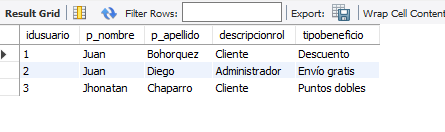 Result Grid Filter Rows: Export: Wrap Cell Conten
idusuario p_nombre p_apellido descripcionrol tipobeneficio
1 Juan Bohorquez Cliente Descuento
2 Juan Diego Administrador Envío gratis
3 Jhonatan Chaparro Cliente Puntos dobles